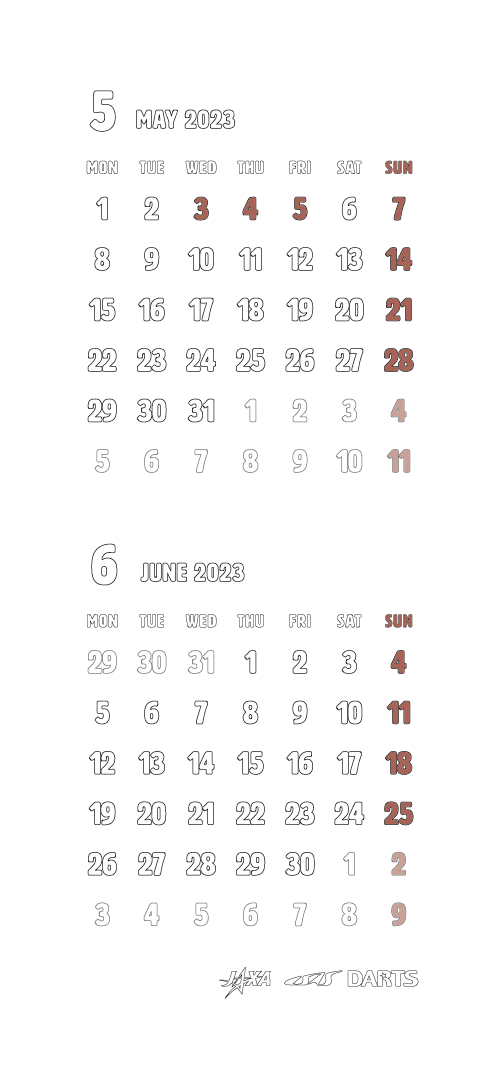 5 MAY 2023
MON TUE WED THU FRI SAT SUN
1 2 3 4 5 6 7
8 9 10 11 12 13 14
15 16 17 18 19 20 21
22 23 24 25 26 27 28
29 30 31 1 2 3 4
5 6 7 8 9 10 11
6 JUNE 2023
MON TUE WED THU FRI SAT SUN
29 30 31 1 2 3 4
5 6 7 8 9 10 11
12 13 14 15 16 17 18
19 20 21 22 23 24 25
26 27 28 29 30 1 2
3 4 5 6 7 8 9
JAXA ISAS DARTS